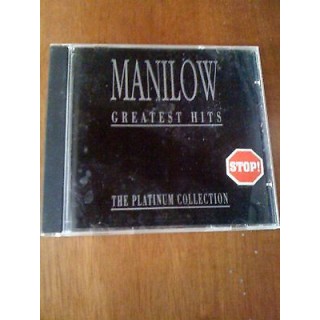 MANILOW
GREATEST HITS
STOP!
THE PLATINUM COLLECTION